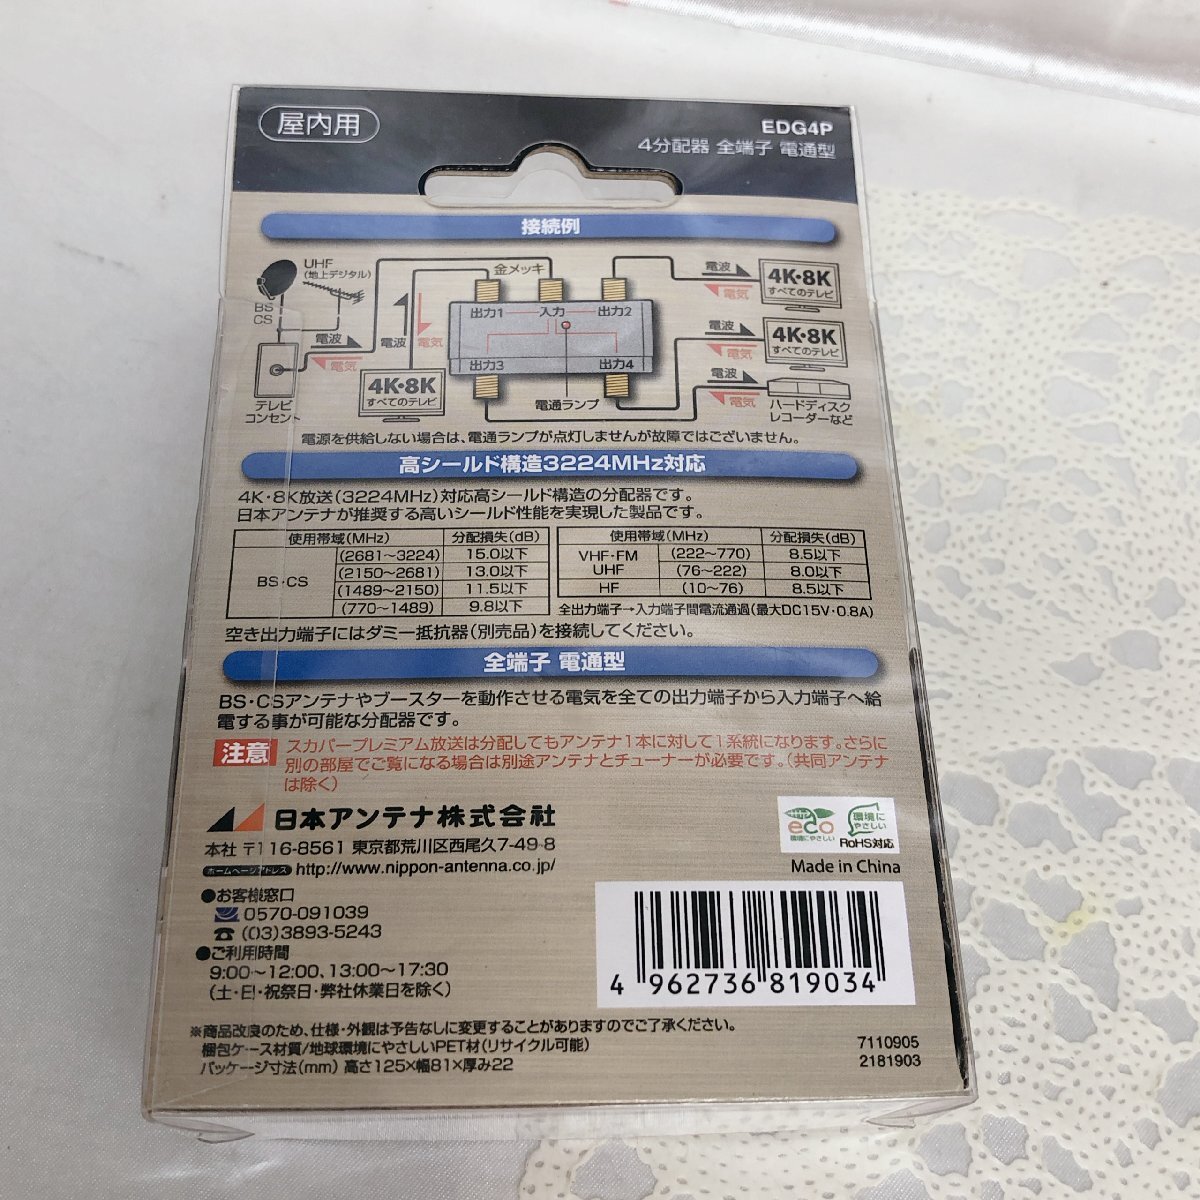 屋内用
EDG4P
4分配器 全端子 電通型
接続例
UHF
(地上デジタル)
BS
CS
電波
電気
テレビ
コンセント
電波
電気
4K・8K
すべてのテレビ
金メッキ
出力1
入力
出力2
出力3
出力4
電通ランプ
電波
電気
4K・8K
すべてのテレビ
電波
電気
4K・8K
すべてのテレビ
電波
電気
ハードディスク
レコーダーなど
電源を供給しない場合は、電通ランプが点灯しませんが故障ではございません。
高シールド構造3224MHz対応
4K・8K放送(3224MHz)対応高シールド構造の分配器です。
日本アンテナが推奨する高いシールド性能を実現した製品です。
使用帯域(MHz) 分配損失(dB)
BS・CS
(2681〜3224) 15.0以下
(2150〜2681) 13.0以下
(1489〜2150) 11.5以下
(770〜1489) 9.8以下
使用帯域(MHz) 分配損失(dB)
VHF・FM (222〜770) 8.5以下
UHF (76〜222) 8.0以下
HF (10〜76) 8.5以下
全出力端子→入力端子間電流通過(最大DC15V・0.8A)
空き出力端子にはダミー抵抗器(別売品)を接続してください。
全端子 電通型
BS・CSアンテナやブースターを動作させる電気を全ての出力端子から入力端子へ給
電する事が可能な分配器です。
注意 スカパープレミアム放送は分配してもアンテナ1本に対して1系統になります。さらに
別の部屋でご覧になる場合は別途アンテナとチューナーが必要です。(共同アンテナ
は除く)
日本アンテナ株式会社
本社 〒116-8561 東京都荒川区西尾久7-49-8
ホームページアドレス http://www.nippon-antenna.co.jp/
●お客様窓口
0570-091039
☎ (03)3893-5243
●ご利用時間
9:00〜12:00、13:00〜17:30
(土・日・祝祭日・弊社休業日を除く)
eco
環境にやさしい
環境に
やさしい
RoHS対応
Made in China
4 962736 819034
※商品改良のため、仕様・外観は予告なしに変更することがありますのでご了承ください。
梱包ケース材質/地球環境にやさしいPET材(リサイクル可能)
パッケージ寸法(mm) 高さ125×幅81×厚み22
7110905
2181903